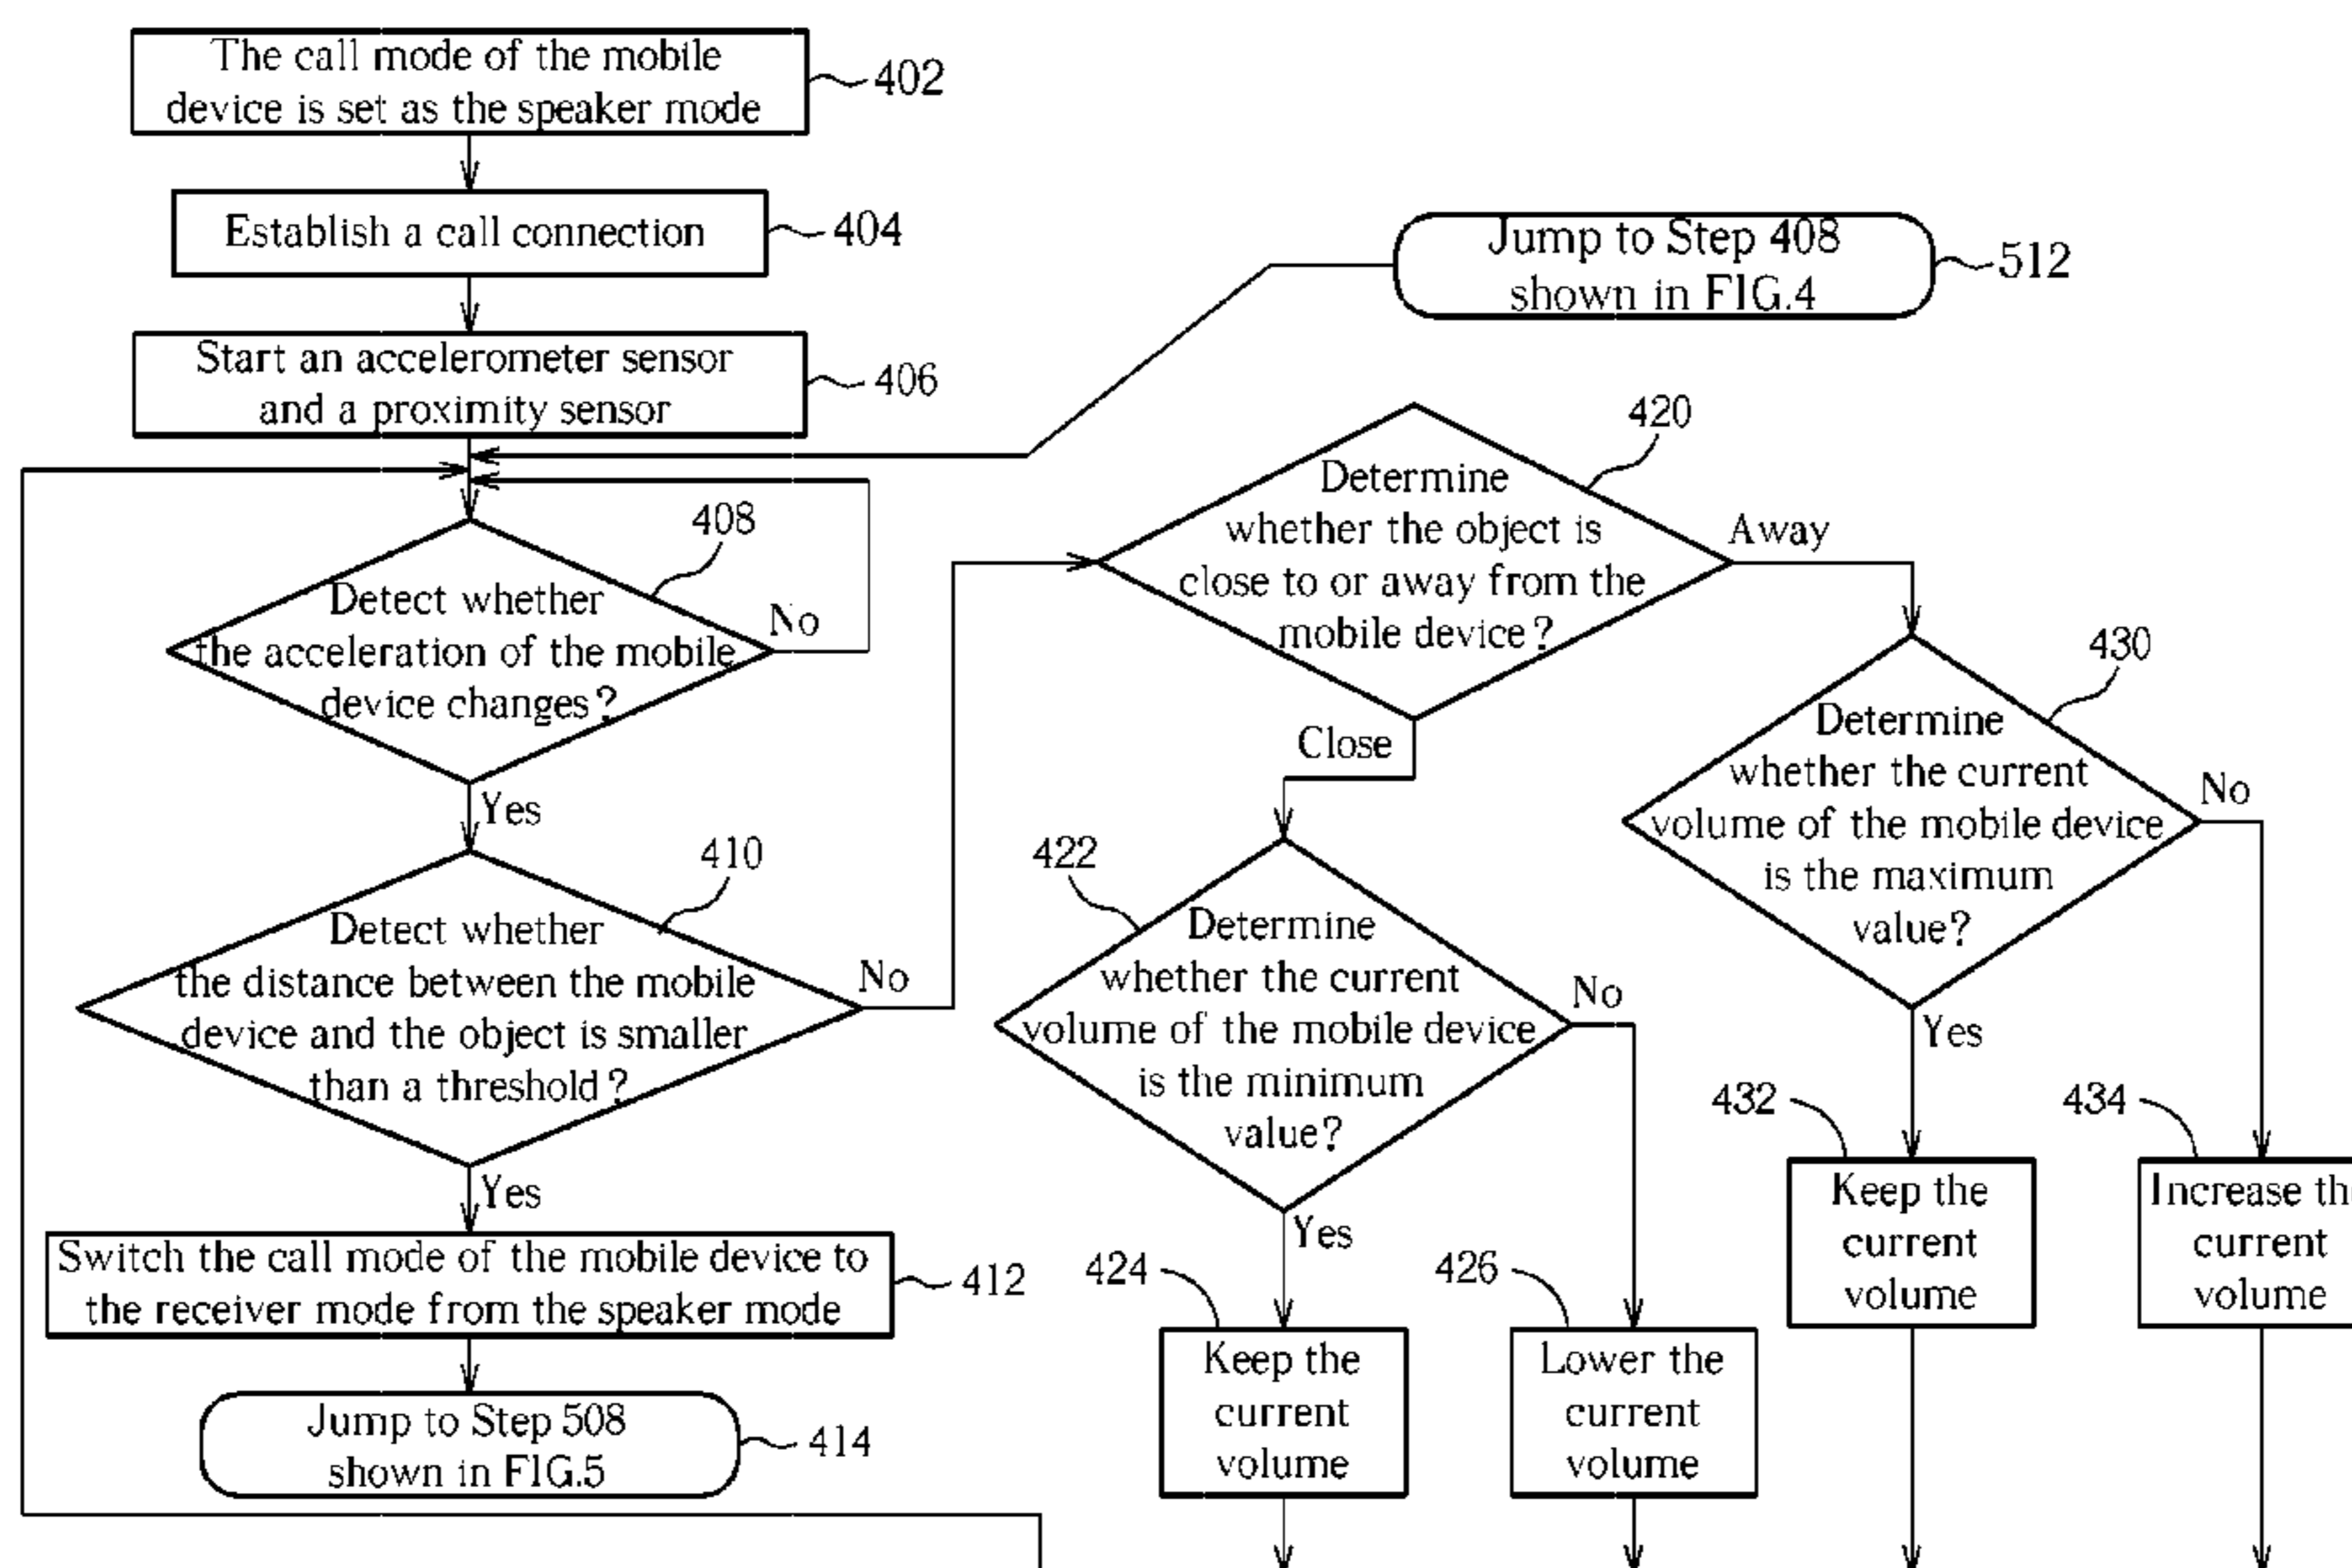 The call mode of the mobile
device is set as the speaker mode
402
Establish a call connection
404
Jump to Step 408
shown in FIG.4
512
Start an accelerometer sensor
and a proximity sensor
406
408
Detect whether
the acceleration of the mobile
device changes?
No
Yes
410
Detect whether
the distance between the mobile
device and the object is smaller
than a threshold?
No
Yes
Switch the call mode of the mobile device to
the receiver mode from the speaker mode
412
Jump to Step 508
shown in FIG.5
414
420
Determine
whether the object is
close to or away from the
mobile device?
Away
Close
422
Determine
whether the current
volume of the mobile device
is the minimum
value?
No
Yes
424
Keep the
current
volume
426
Lower the
current
volume
430
Determine
whether the current
volume of the mobile device
is the maximum
value?
No
Yes
432
Keep the
current
volume
434
Increase the
current
volume